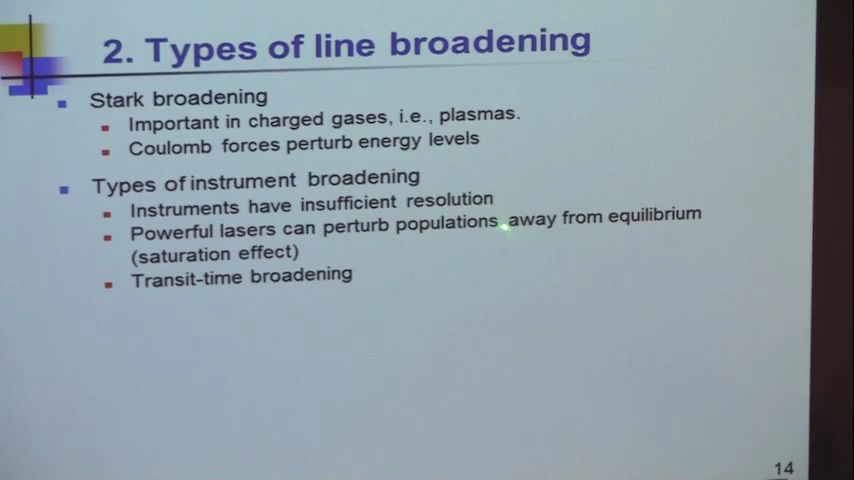 2. Types of line broadening
Stark broadening
Important in charged gases, i.e., plasmas.
Coulomb forces perturb energy levels
Types of instrument broadening
Instruments have insufficient resolution
Powerful lasers can perturb populations away from equilibrium
(saturation effect)
Transit-time broadening
14